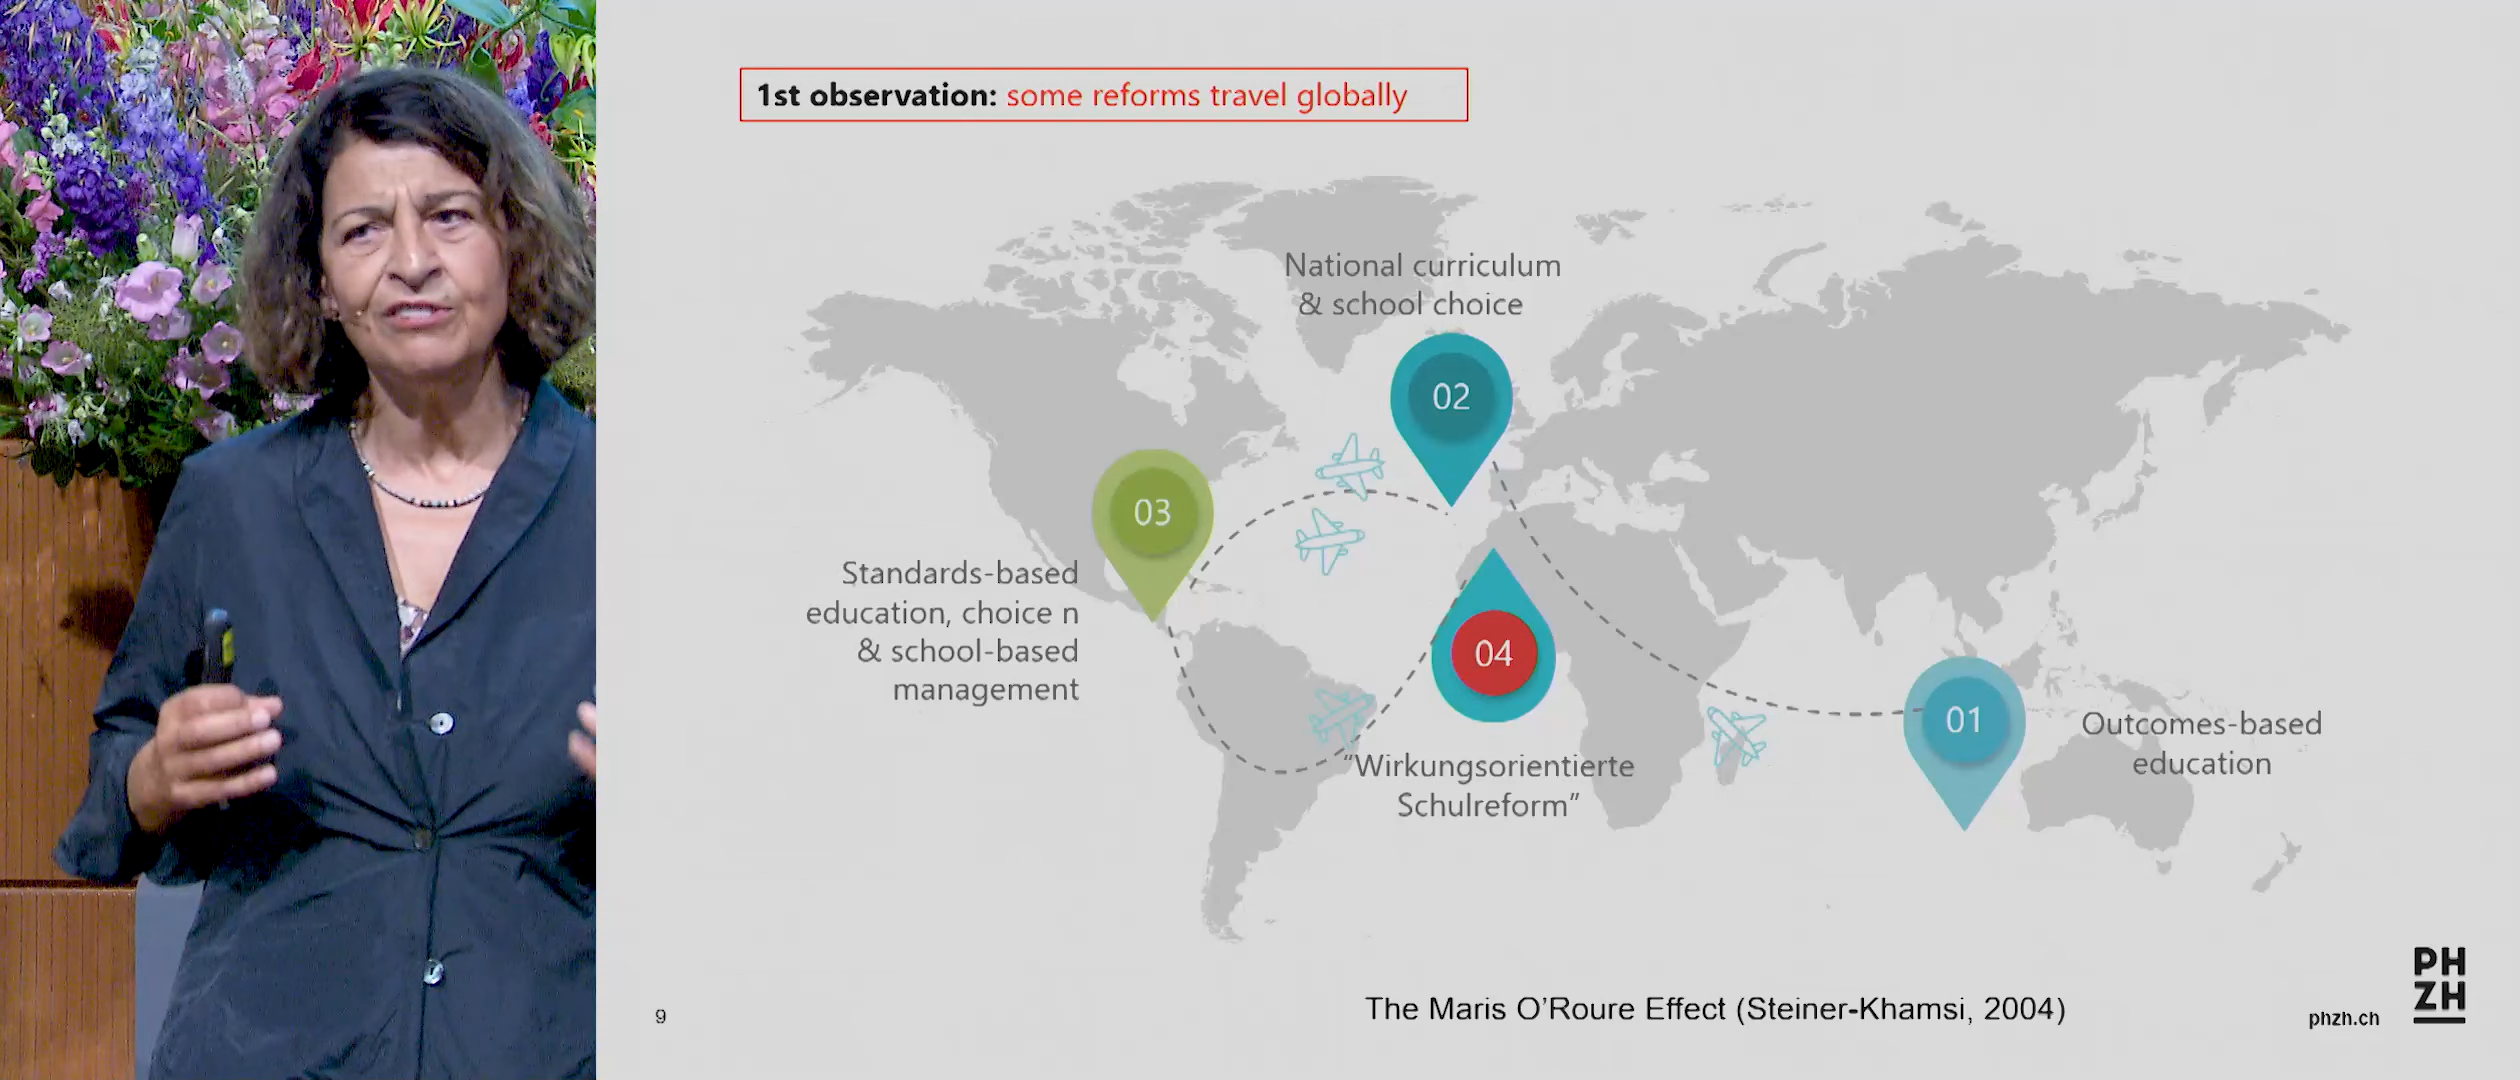 1st observation: some reforms travel globally
National curriculum
& school choice
02
03
Standards-based
education, choice n
& school-based
management
04
"Wirkungsorientierte
Schulreform”
01
Outcomes-based
education
The Maris O’Roure Effect (Steiner-Khamsi, 2004)
9
phzh.ch
PH
ZH